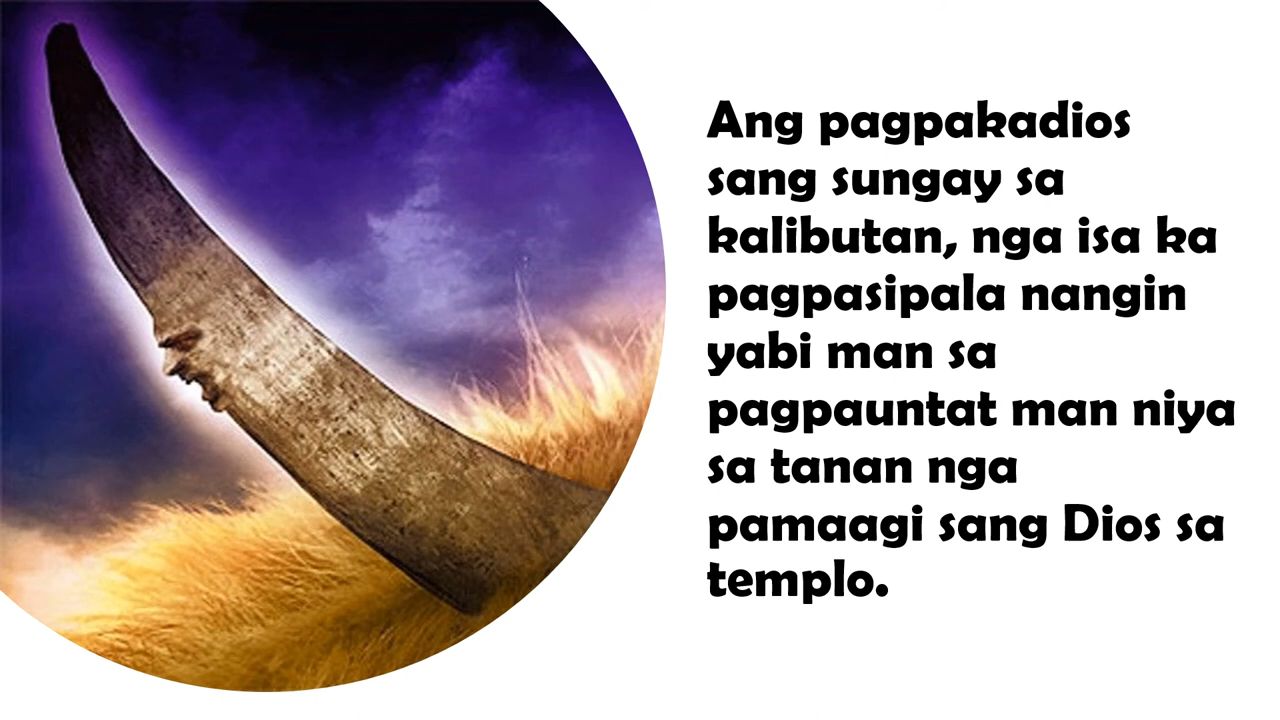 Ang pagpakadios
sang sungay sa
kalibutan, nga isa ka
pagpasipala nangin
yabi man sa
pagpauntat man niya
sa tanan nga
pamaagi sang Dios sa
templo.